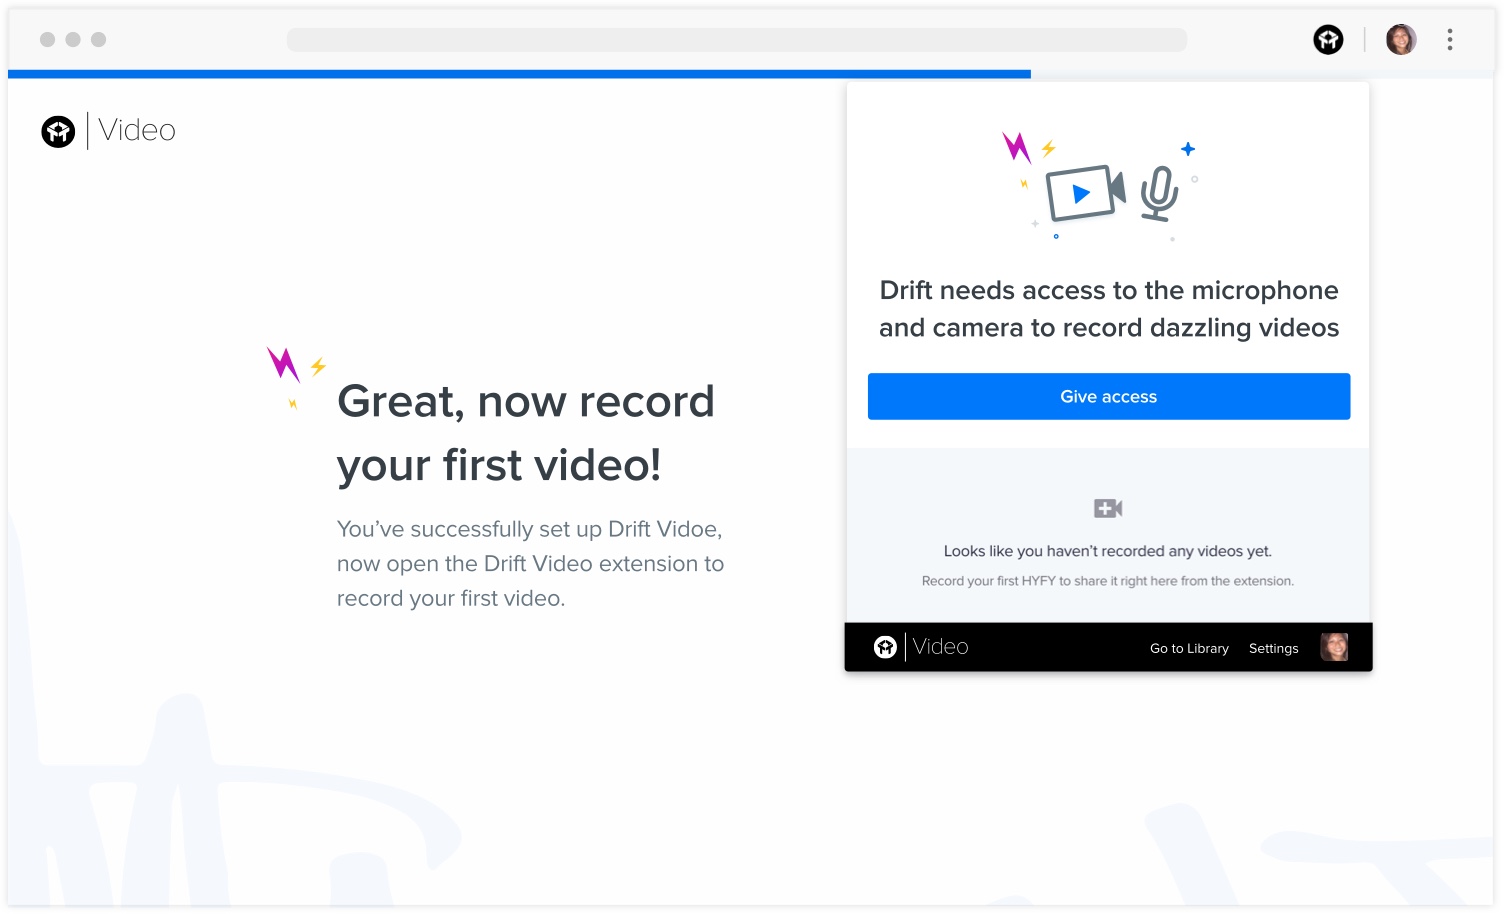 Video
Great, now record
your first video!
You’ve successfully set up Drift Vidoe,
now open the Drift Video extension to
record your first video.
Drift needs access to the microphone
and camera to record dazzling videos
Give access
Looks like you haven’t recorded any videos yet.
Record your first HYFY to share it right here from the extension.
Video
Go to Library
Settings